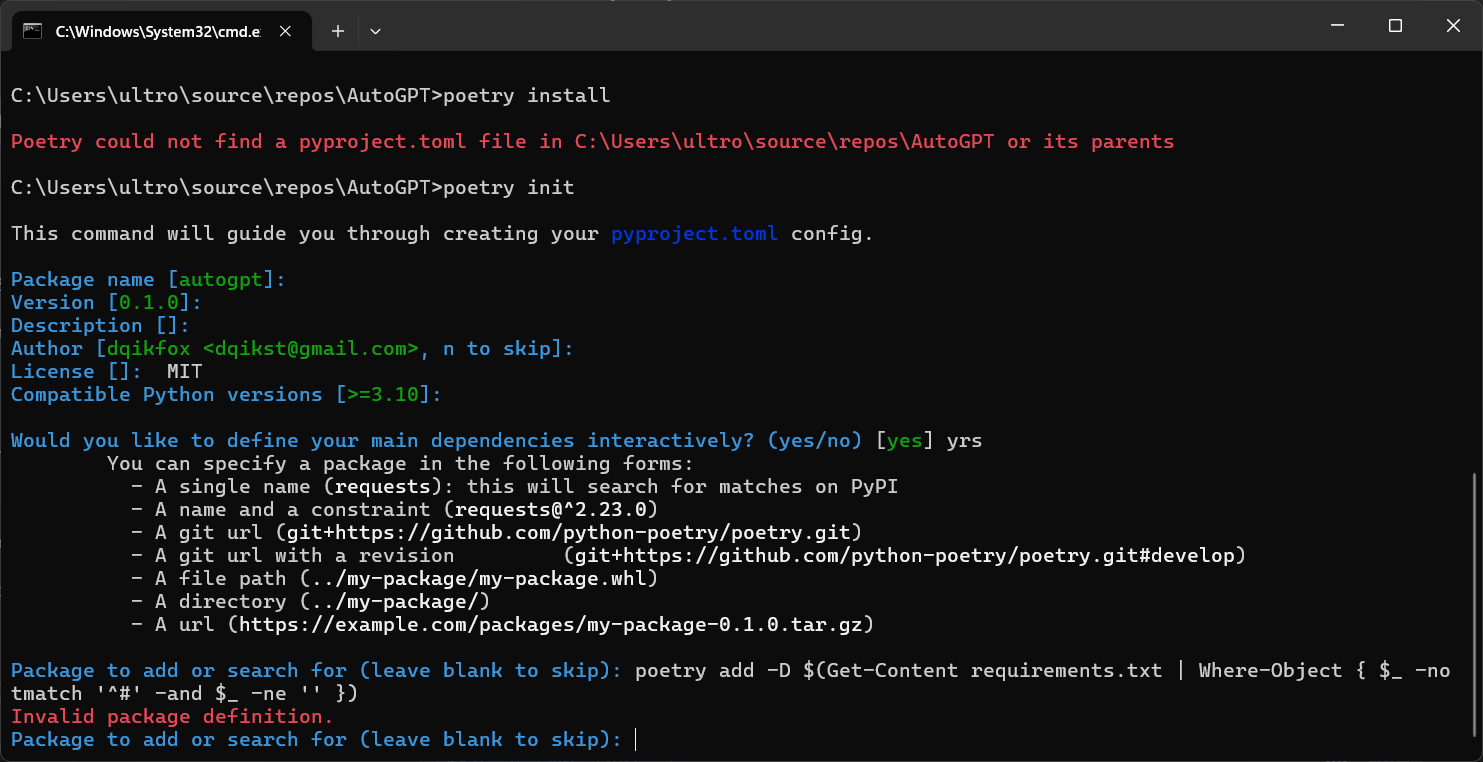 C:\Windows\System32\cmd.e:
C:\Users\ultro\source\repos\AutoGPT>poetry install
Poetry could not find a pyproject.toml file in C:\Users\ultro\source\repos\AutoGPT or its parents
C:\Users\ultro\source\repos\AutoGPT>poetry init
This command will guide you through creating your pyproject.toml config.
Package name [autogpt]:
Version [0.1.0]:
Description []:
Author [dqikfox <dqikst@gmail.com>, n to skip]:
License []:  MIT
Compatible Python versions [>=3.10]:
Would you like to define your main dependencies interactively? (yes/no) [yes] yrs
        You can specify a package in the following forms:
          - A single name (requests): this will search for matches on PyPI
          - A name and a constraint (requests@^2.23.0)
          - A git url (git+https://github.com/python-poetry/poetry.git)
          - A git url with a revision         (git+https://github.com/python-poetry/poetry.git#develop)
          - A file path (../my-package/my-package.whl)
          - A directory (../my-package/)
          - A url (https://example.com/packages/my-package-0.1.0.tar.gz)
Package to add or search for (leave blank to skip): poetry add -D $(Get-Content requirements.txt | Where-Object { $_ -no
tmatch '^#' -and $_ -ne '' })
Invalid package definition.
Package to add or search for (leave blank to skip):